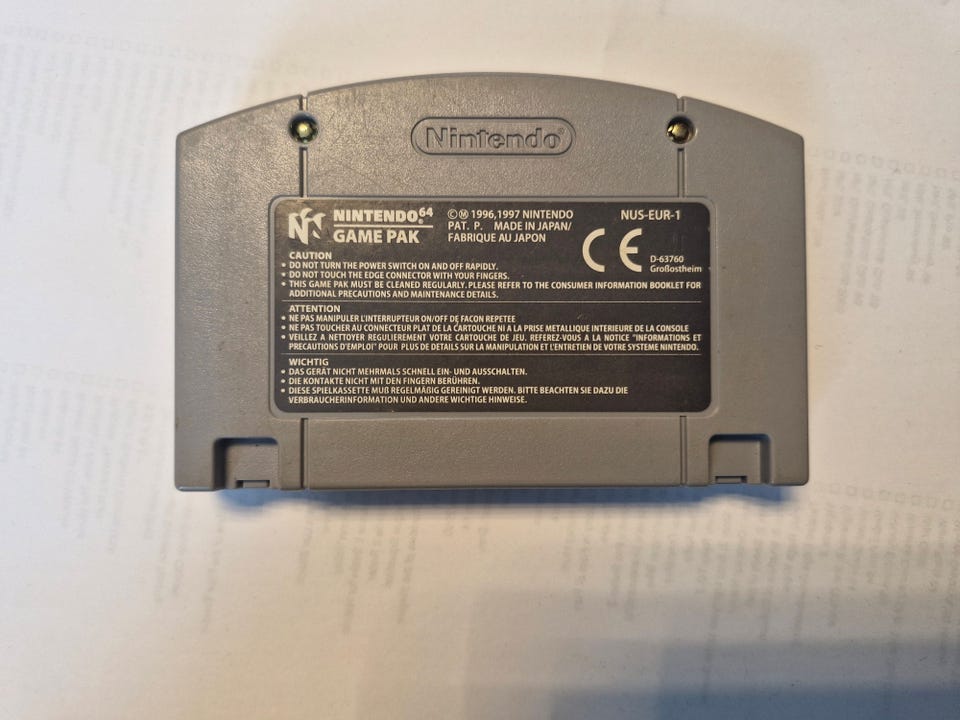 Nintendo®
NINTENDO64
GAME PAK
©Ⓜ 1996,1997 NINTENDO
PAT. P. MADE IN JAPAN/
FABRIQUE AU JAPON
NUS-EUR-1
CE
D-63760
Großostheim
CAUTION
• DO NOT TURN THE POWER SWITCH ON AND OFF RAPIDLY.
• DO NOT TOUCH THE EDGE CONNECTOR WITH YOUR FINGERS.
• THIS GAME PAK MUST BE CLEANED REGULARLY. PLEASE REFER TO THE CONSUMER INFORMATION BOOKLET FOR
ADDITIONAL PRECAUTIONS AND MAINTENANCE DETAILS.
ATTENTION
• NE PAS MANIPULER L'INTERRUPTEUR ON/OFF DE FACON REPETEE
• NE PAS TOUCHER AU CONNECTEUR PLAT DE LA CARTOUCHE NI A LA PRISE METALLIQUE INTERIEURE DE LA CONSOLE
• VEILLEZ A NETTOYER REGULIEREMENT VOTRE CARTOUCHE DE JEU. REFEREZ-VOUS A LA NOTICE "INFORMATIONS ET
PRECAUTIONS D'EMPLOI" POUR PLUS DE DETAILS SUR LA MANIPULATION ET L'ENTRETIEN DE VOTRE SYSTEME NINTENDO.
WICHTIG
• DAS GERÄT NICHT MEHRMALS SCHNELL EIN- UND AUSSCHALTEN.
• DIE KONTAKTE NICHT MIT DEN FINGERN BERÜHREN.
• DIESE SPIELKASSETTE MUß REGELMÄßIG GEREINIGT WERDEN. BITTE BEACHTEN SIE DAZU DIE
VERBRAUCHERINFORMATION UND ANDERE WICHTIGE HINWEISE.